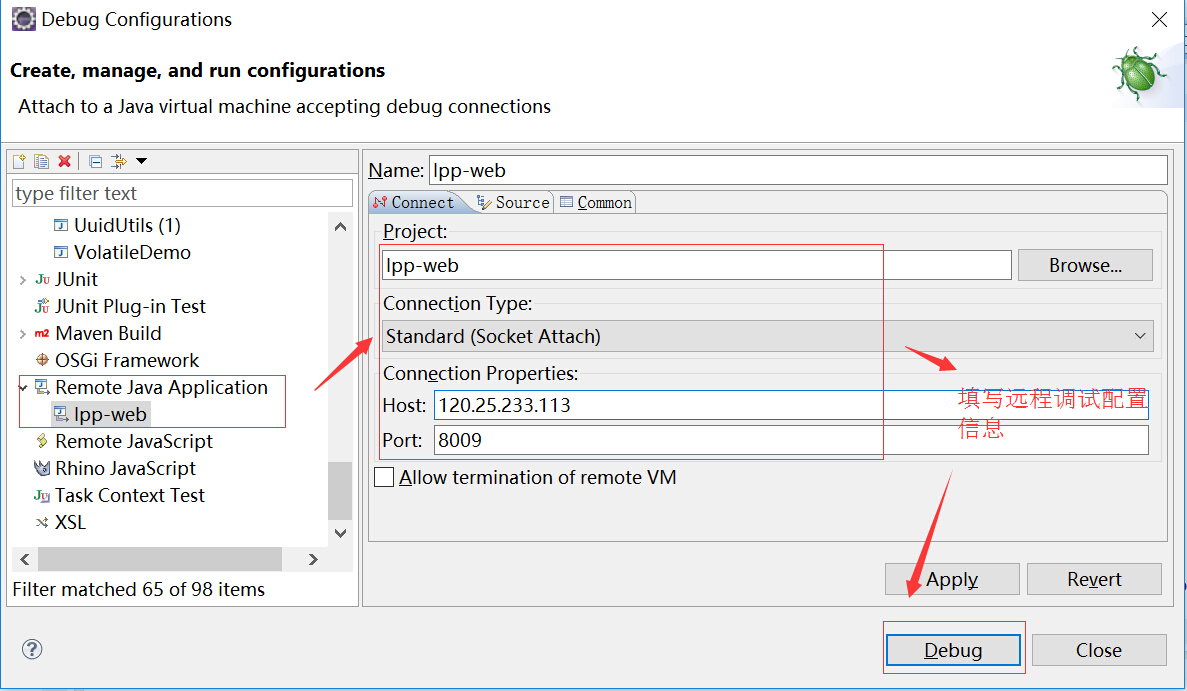 Debug Configurations
Create, manage, and run configurations
Attach to a Java virtual machine accepting debug connections
type filter text
UuidUtils (1)
VolatileDemo
JUnit
JUnit Plug-in Test
Maven Build
OSGi Framework
Remote Java Application
lpp-web
Remote JavaScript
Rhino JavaScript
Task Context Test
XSL
Filter matched 65 of 98 items
Name: lpp-web
Connect Source Common
Project:
lpp-web Browse...
Connection Type:
Standard (Socket Attach)
Connection Properties:
Host: 120.25.233.113
Port: 8009
填写远程调试配置
信息
Allow termination of remote VM
Apply Revert
Debug Close